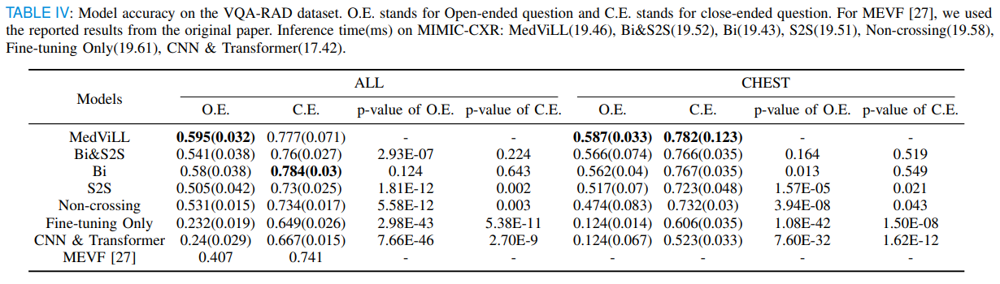 TABLE IV: Model accuracy on the VQA-RAD dataset. O.E. stands for Open-ended question and C.E. stands for close-ended question. For MEVF [27], we used
the reported results from the original paper. Inference time(ms) on MIMIC-CXR: MedViLL(19.46), Bi&S2S(19.52), Bi(19.43), S2S(19.51), Non-crossing(19.58),
Fine-tuning Only(19.61), CNN & Transformer(17.42).
Models ALL CHEST
O.E. C.E. p-value of O.E. p-value of C.E. O.E. C.E. p-value of O.E. p-value of C.E.
MedViLL 0.595(0.032) 0.777(0.071) - - 0.587(0.033) 0.782(0.123) - -
Bi&S2S 0.541(0.038) 0.76(0.027) 2.93E-07 0.224 0.566(0.074) 0.766(0.035) 0.164 0.519
Bi 0.58(0.038) 0.784(0.03) 0.124 0.643 0.562(0.04) 0.767(0.035) 0.013 0.549
S2S 0.505(0.042) 0.73(0.025) 1.81E-12 0.002 0.517(0.07) 0.723(0.048) 1.57E-05 0.021
Non-crossing 0.531(0.015) 0.734(0.017) 5.58E-12 0.003 0.474(0.083) 0.732(0.03) 3.94E-08 0.043
Fine-tuning Only 0.232(0.019) 0.649(0.026) 2.98E-43 5.38E-11 0.124(0.014) 0.606(0.035) 1.08E-42 1.50E-08
CNN & Transformer 0.24(0.029) 0.667(0.015) 7.66E-46 2.70E-9 0.124(0.067) 0.523(0.033) 7.60E-32 1.62E-12
MEVF [27] 0.407 0.741 - - - - - -